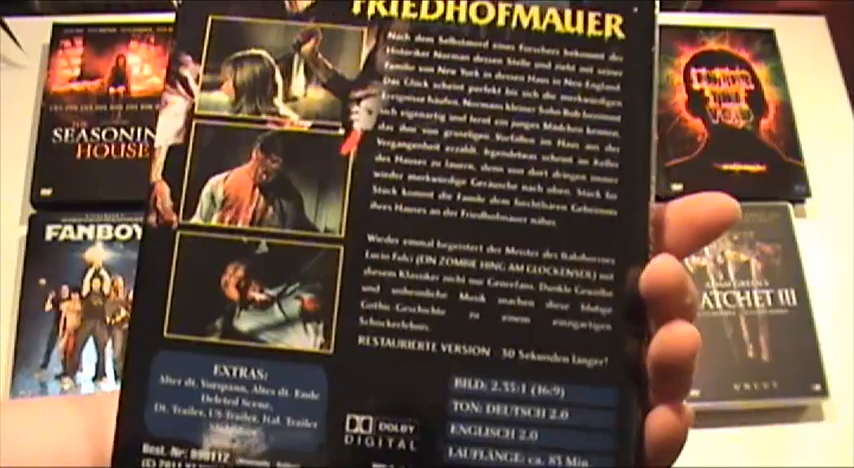 FRIEDHOFMAUER
Nach dem Selbstmord eines Forschers bekommt der
Historiker Norman dessen Stelle und zieht mit seiner
Familie von New York in dessen Haus in New England.
Das Glück scheint perfekt bis sich die merkwürdigen
Ereignisse häufen. Normans kleiner Sohn Bob benimmt
sich eigenartig und lernt ein junges Mädchen kennen,
das ihm von gruseligen Vorfällen im Haus aus der
Vergangenheit erzählt. Irgendetwas scheint im Keller
des Hauses zu lauern, denn von dort dringen immer
wieder merkwürdige Geräusche nach oben. Stück für
Stück kommt die Familie dem furchtbaren Geheimnis
ihres Hauses an der Friedhofmauer näher.
Wieder einmal begeistert der Meister des
Lucio Fulci (EIN ZOMBIE HING AM GLOCKENSEIL) mit
diesem Klassiker nicht nur Genrefans. Dunkle Gewölbe
und unheimliche Musik machen diese blutige
Gothic-Geschichte zu einem einzigartigen
Schockerlebnis.
RESTAURIERTE VERSION - 30 Sekunden länger!
EXTRAS:
Alter dt. Vorspann, Altes dt. Ende
Deleted Scene,
Dt. Trailer, US-Trailer, Ital. Trailer
DOLBY
DIGITAL
BILD: 2.35:1 (16:9)
TON: DEUTSCH 2.0
ENGLISCH 2.0
LAUFLÄNGE: ca. 85 Min.
Best. Nr.
SEASONIN
HOUSE
FANBOY
ATCHET III
UNCUT